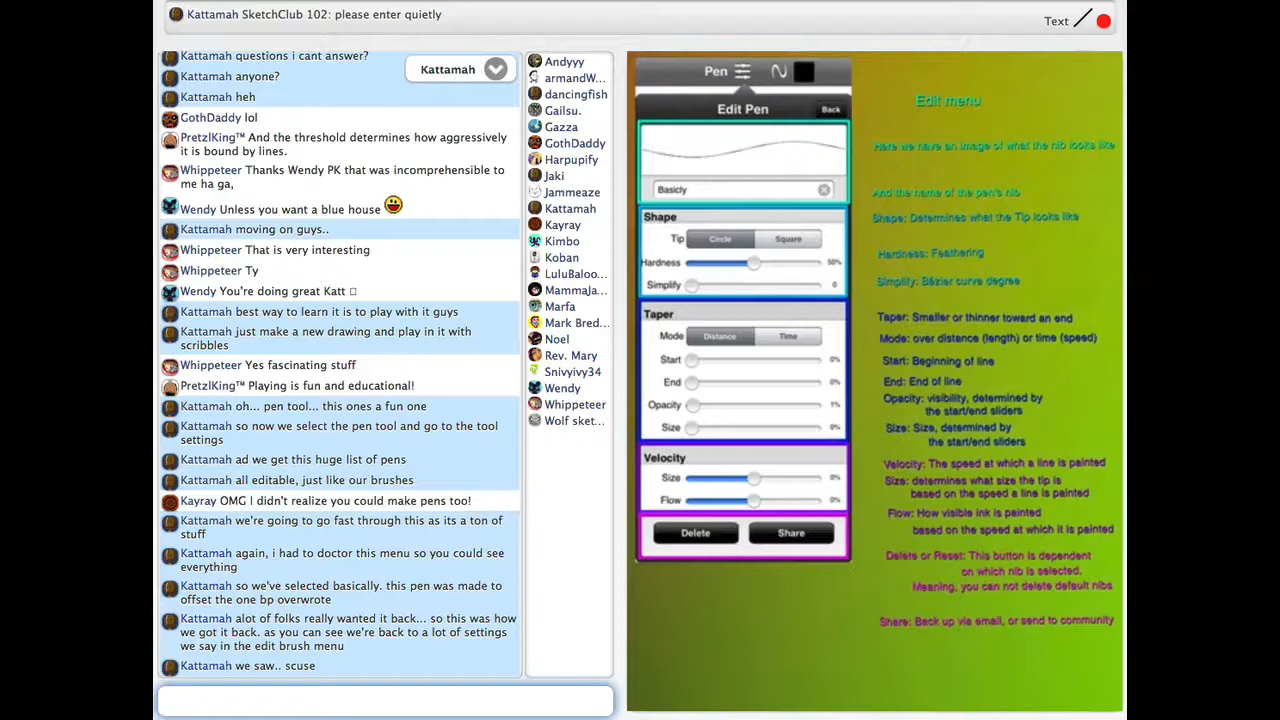 Kattamah SketchClub 102: please enter quietly
Text
Kattamah questions i cant answer?
Kattamah anyone?
Kattamah heh
GothDaddy lol
PretzlKing™ And the threshold determines how aggressively
it is bound by lines.
Whippeteer Thanks Wendy PK that was incomprehensible to
me ha ga,
Wendy Unless you want a blue house
Kattamah moving on guys..
Whippeteer That is very interesting
Whippeteer Ty
Wendy You're doing great Katt
Kattamah best way to learn it is to play with it guys
Kattamah just make a new drawing and play in it with
scribbles
Whippeteer Yes fascinating stuff
PretzlKing™ Playing is fun and educational!
Kattamah oh... pen tool... this ones a fun one
Kattamah so now we select the pen tool and go to the tool
settings
Kattamah ad we get this huge list of pens
Kattamah all editable, just like our brushes
Kayray OMG I didn't realize you could make pens too!
Kattamah we're going to go fast through this as its a ton of
stuff
Kattamah again, i had to doctor this menu so you could see
everything
Kattamah so we wanted basically. this pen was made to
offset the one bp overwrote
Kattamah alot of folks really wanted it back... so this was how
we got it back. as you can see we're back to a lot of settings
we say in the edit brush menu
Kattamah we saw.. scuse
Kattamah
Andyyy
armandW...
dancingfish
Gailsu.
Gazza
GothDaddy
Harpupify
Jaki
Jammeaze
Kattamah
Kayray
Kimbo
Koban
LuluBaloo...
MammaJa...
Marfa
Mark Bred...
Noel
Rev. Mary
Snivyivy34
Wendy
Whippeteer
Wolf sket...
Pen
Edit Pen
Back
Basicly
Shape
Tip Circle Square
Hardness 50%
Simplify 0
Taper
Mode Distance Time
Start 0%
End 0%
Opacity 1%
Size 0%
Velocity
Size 0%
Flow 0%
Delete Share
Edit menu
Here we have an image of what the nib looks like
And the name of the pen's nib
Shape: Determines what the Tip looks like
Hardness: Feathering
Simplify: Bézier curve degree
Taper: Smaller or thinner toward an end
Mode: over distance (length) or time (speed)
Start: Beginning of line
End: End of line
Opacity: visibility, determined by
the start/end sliders
Size: Size, determined by
the start/end sliders
Velocity: The speed at which a line is painted
Size: determines what size the tip is
based on the speed a line is painted
Flow: How visible ink is painted
based on the speed at which it is painted
Delete or Reset: This button is dependent
on which nib is selected.
Meaning, you can not delete default nibs
Share: Back up via email, or send to community